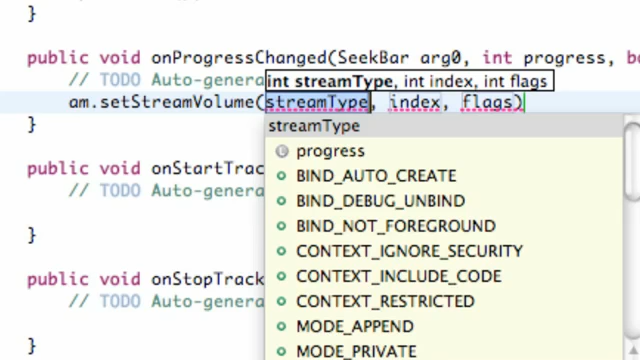 }
public void onProgressChanged(SeekBar arg0, int progress, bo
// TODO Auto-genera
int streamType, int index, int flags
am.setStreamVolume(streamType, index, flags)
streamType
}
progress
public void onStartTrac
BIND_AUTO_CREATE
// TODO Auto-genera
BIND_DEBUG_UNBIND
BIND_NOT_FOREGROUND
}
CONTEXT_IGNORE_SECURITY
public void onStopTrack
CONTEXT_INCLUDE_CODE
// TODO Auto-genera
CONTEXT_RESTRICTED
MODE_APPEND
}
MODE_PRIVATE